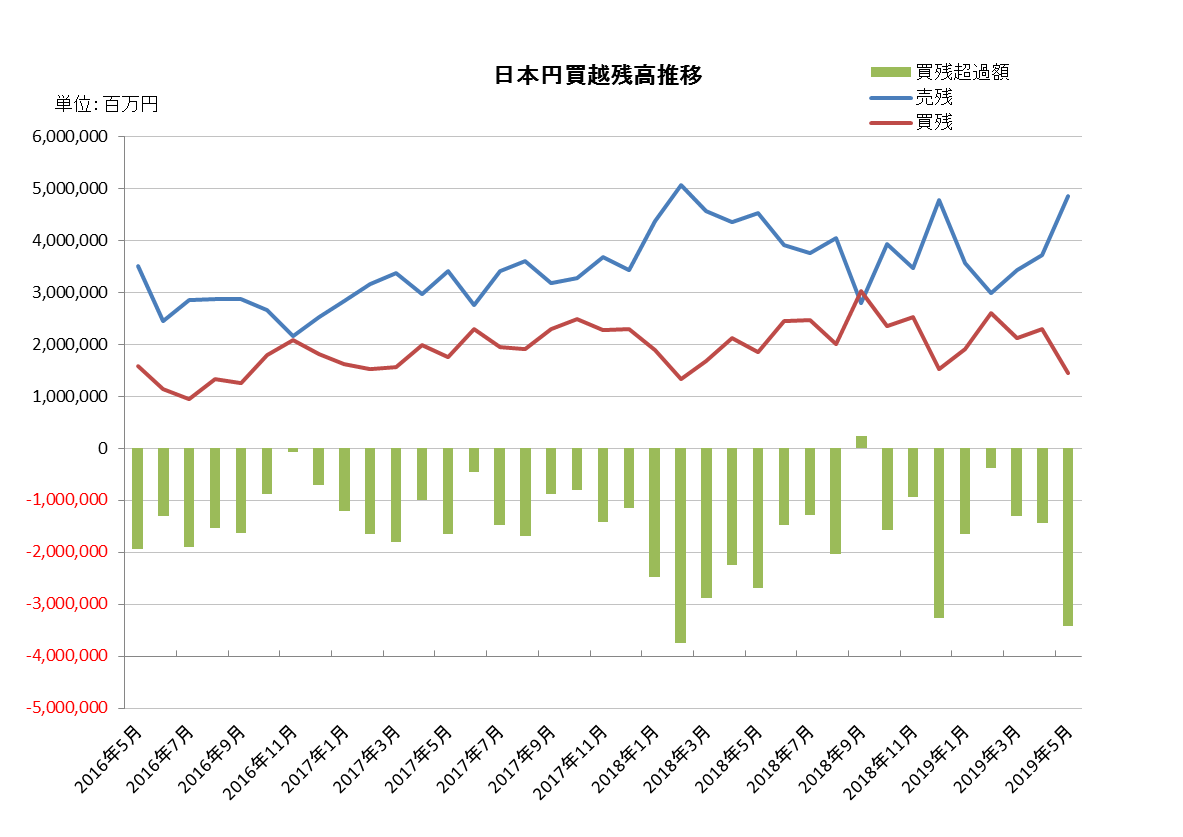 日本円買越残高推移
買残超過額
売残
買残
単位: 百万円
6,000,000
5,000,000
4,000,000
3,000,000
2,000,000
1,000,000
0
-1,000,000
-2,000,000
-3,000,000
-4,000,000
-5,000,000
2016年5月
2016年7月
2016年9月
2016年11月
2017年1月
2017年3月
2017年5月
2017年7月
2017年9月
2017年11月
2018年1月
2018年3月
2018年5月
2018年7月
2018年9月
2018年11月
2019年1月
2019年3月
2019年5月